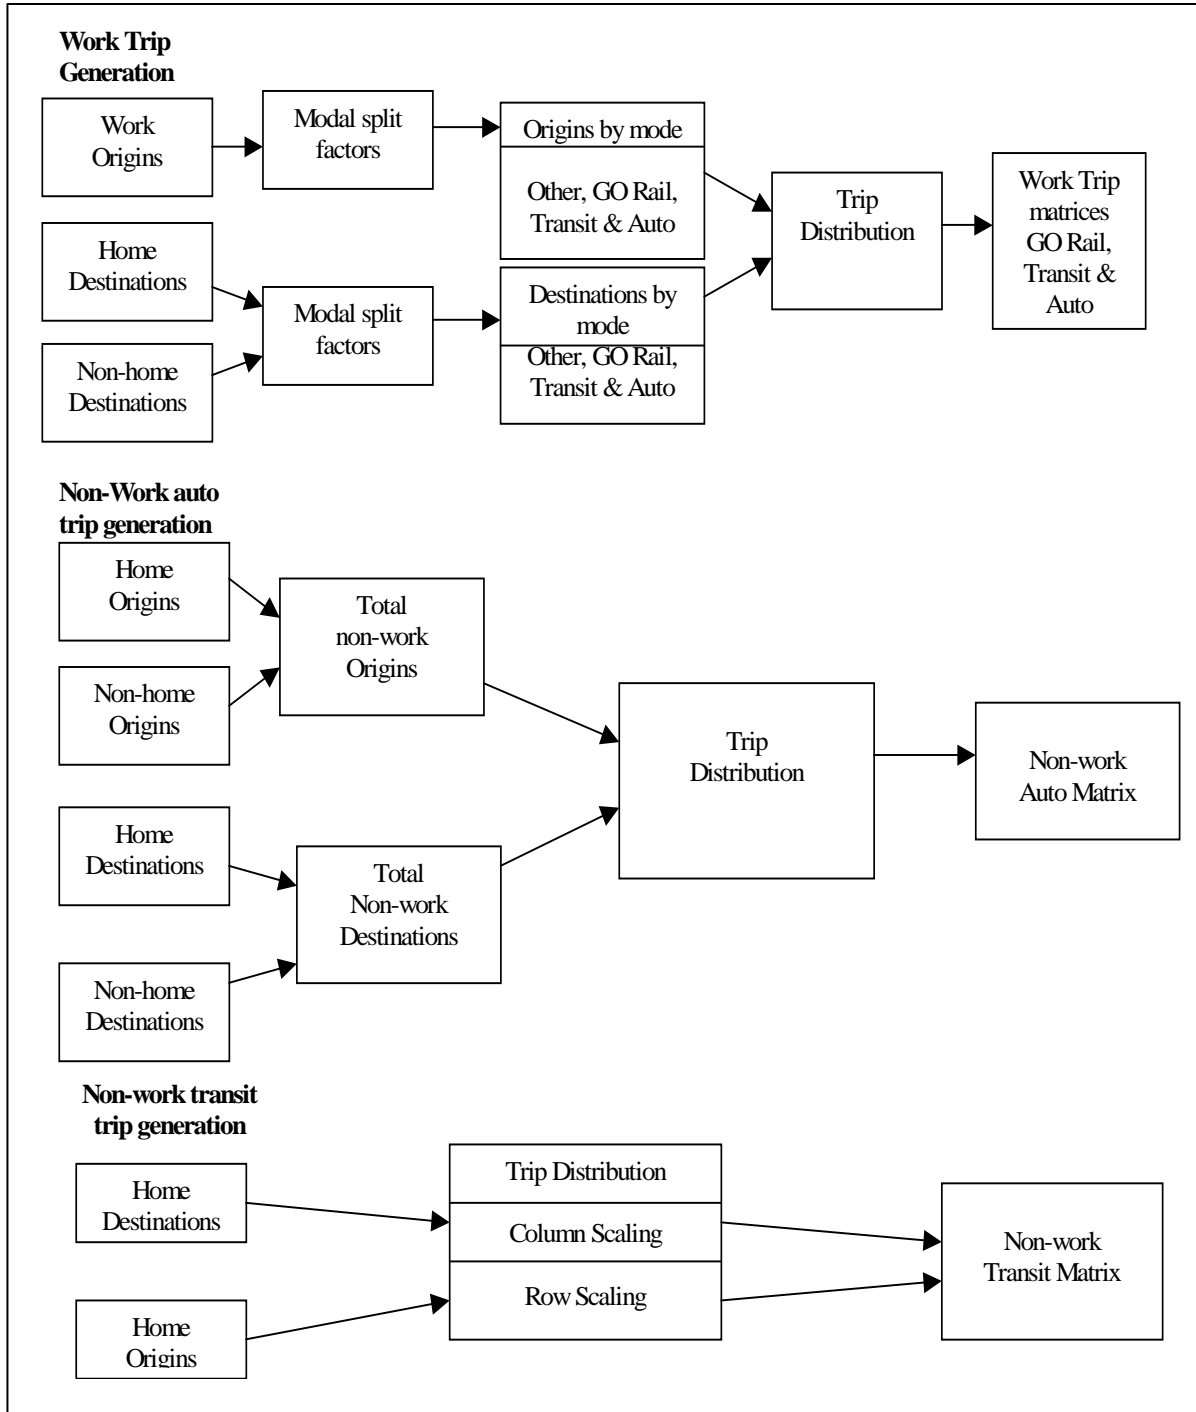 Work Trip
Generation
Work
Origins
Modal split
factors
Origins by mode
Other, GO Rail,
Transit & Auto
Trip
Distribution
Work Trip
matrices
GO Rail,
Transit &
Auto
Home
Destinations
Non-home
Destinations
Modal split
factors
Destinations by
mode
Other, GO Rail,
Transit & Auto
Non-Work auto
trip generation
Home
Origins
Non-home
Origins
Total
non-work
Origins
Home
Destinations
Non-home
Destinations
Total
Non-work
Destinations
Trip
Distribution
Non-work
Auto Matrix
Non-work transit
trip generation
Home
Destinations
Home
Origins
Trip Distribution
Column Scaling
Row Scaling
Non-work
Transit Matrix